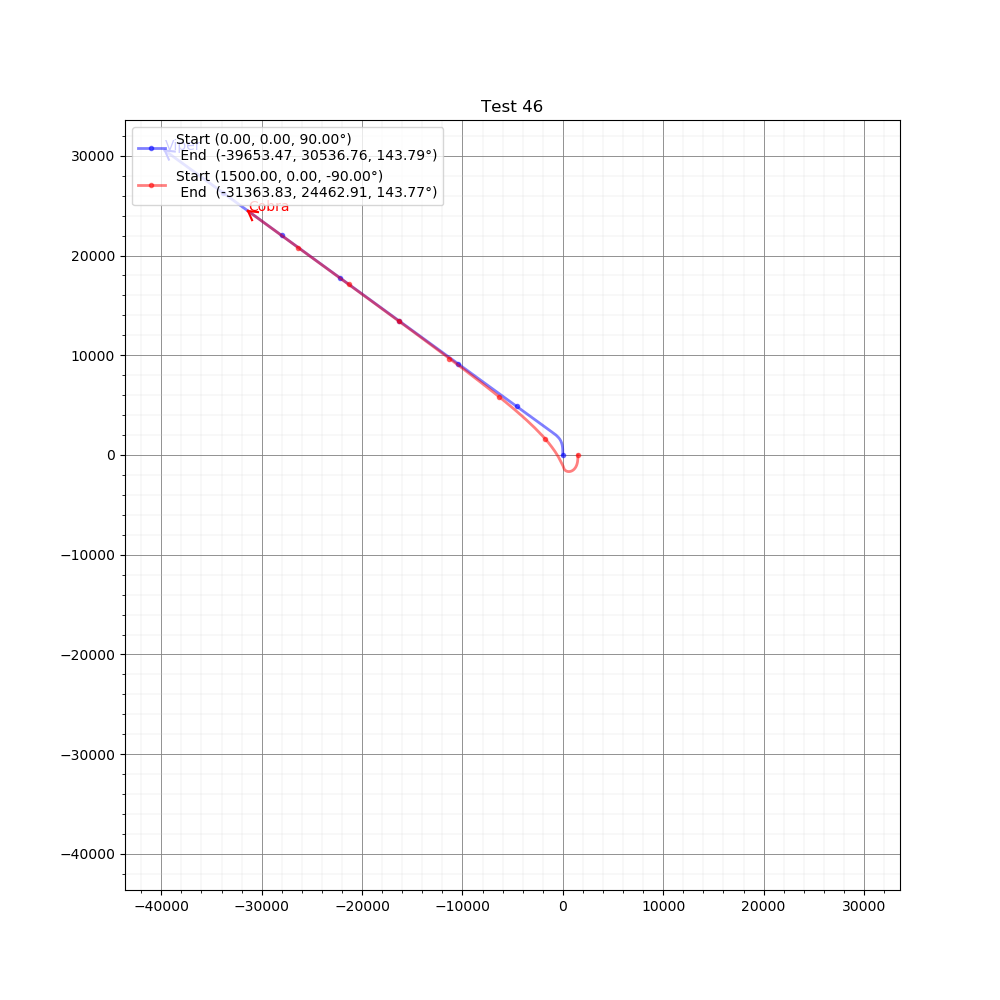 Test 46
Start (0.00, 0.00, 90.00°)
End (-39653.47, 30536.76, 143.79°)
Start (1500.00, 0.00, -90.00°)
End (-31363.83, 24462.91, 143.77°)
Cobra
30000
20000
10000
0
−10000
−20000
−30000
−40000
−40000
−30000
−20000
−10000
0
10000
20000
30000